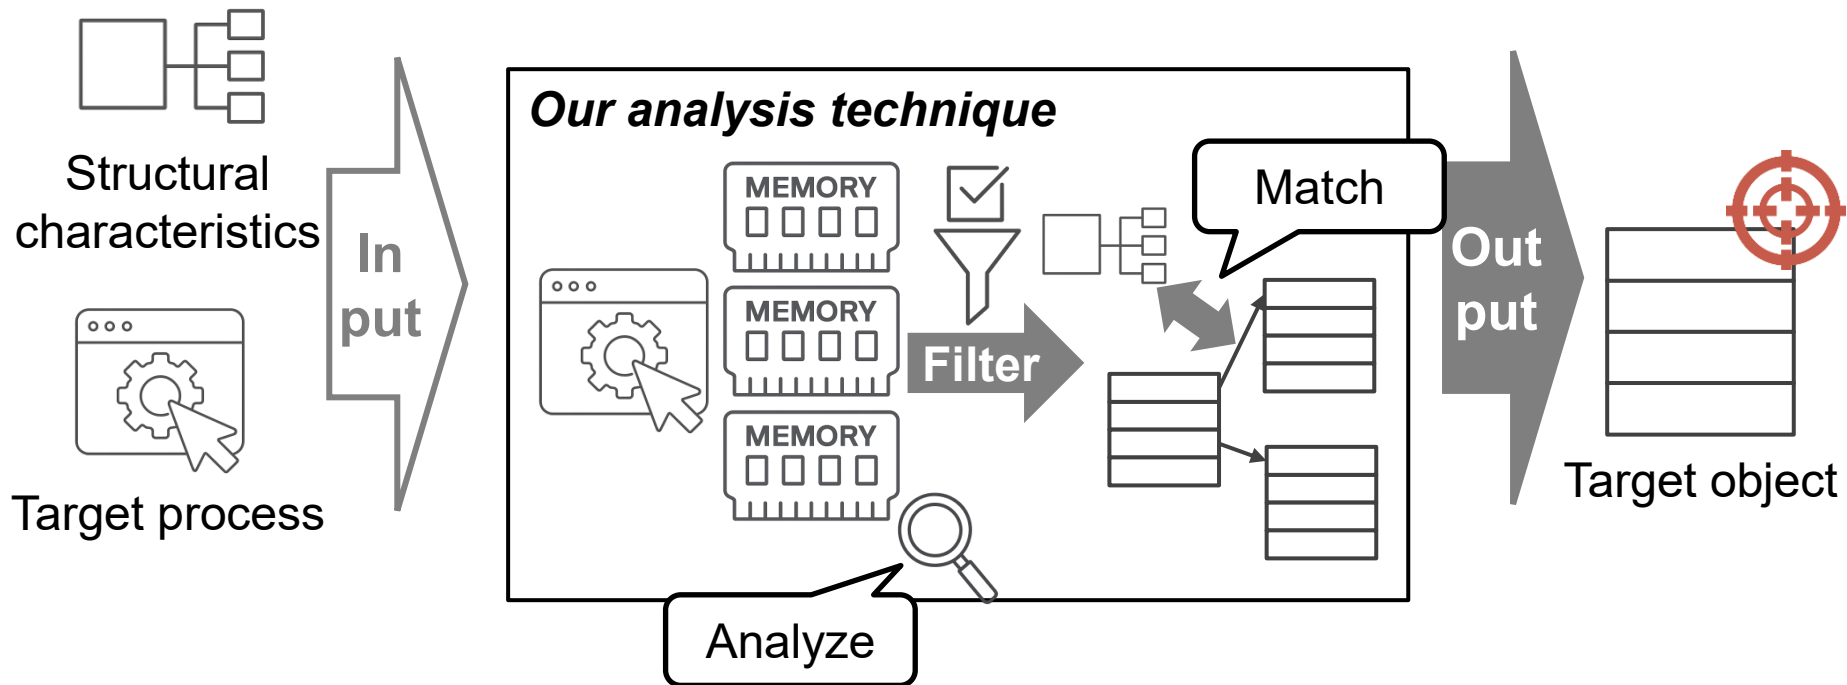 Structural
characteristics
Target process
In
put
Our analysis technique
MEMORY
MEMORY
MEMORY
Filter
Match
Analyze
Out
put
Target object